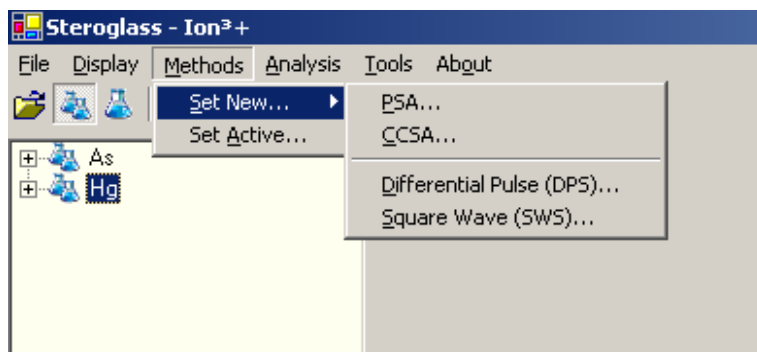 Steroglass - Ion³+
File Display Methods Analysis Tools About
Set New...
Set Active...
PSA...
CCSA...
Differential Pulse (DPS)...
Square Wave (SWS)...
As
Hg